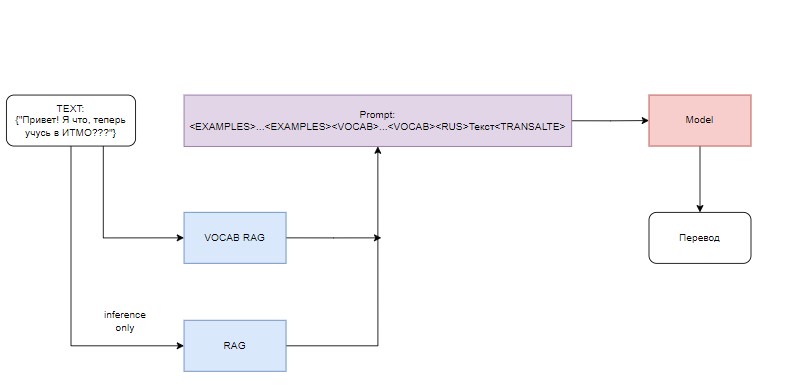 TEXT:
{"Привет! Я что, теперь
учусь в ИТМО???"}
Prompt:
<EXAMPLES>...<EXAMPLES><VOCAB>...<VOCAB><RUS>Текст<TRANSALTE>
Model
VOCAB RAG
Перевод
inference
only
RAG